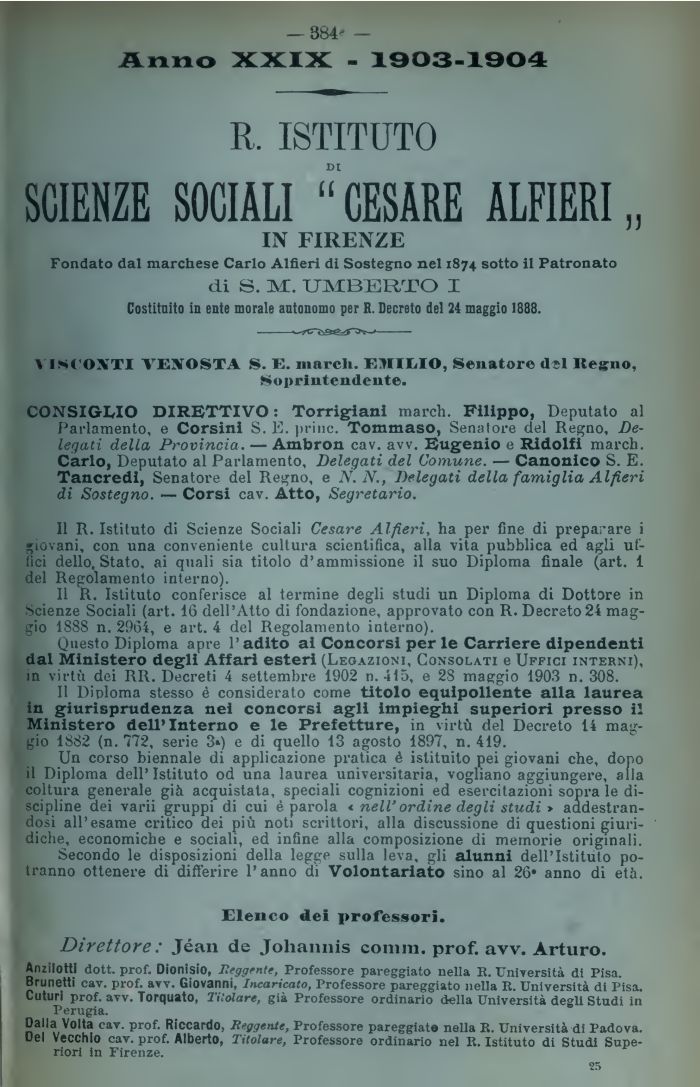 — 384e —
Anno XXIX - 1903-1904
R. ISTITUTO
DI
SCIENZE SOCIALI “ CESARE ALFIERI „
IN FIRENZE
Fondato dal marchese Carlo Alfieri di Sostegno nel 1874 sotto il Patronato
di S. M. UMBERTO I
Costituito in ente morale autonomo per R. Decreto del 24 maggio 1888.
VISCONTI VENOSTA S. E. march. EMILIO, Senatore del Regno,
Soprintendente.
CONSIGLIO DIRETTIVO: Torrigiani march. Filippo, Deputato al
Parlamento, e Corsini S. E. princ. Tommaso, Senatore del Regno, De-
legati della Provincia. — Ambron cav. avv. Eugenio e Ridolfi march.
Carlo, Deputato al Parlamento, Delegati del Comune. — Canonico S. E.
Tancredi, Senatore del Regno, e N. N., Delegati della famiglia Alfieri
di Sostegno. — Corsi cav. Atto, Segretario.
Il R. Istituto di Scienze Sociali Cesare Alfieri, ha per fine di preparare i
giovani, con una conveniente cultura scientifica, alla vita pubblica ed agli uf-
fici dello Stato, ai quali sia titolo d'ammissione il suo Diploma finale (art. 1
del Regolamento interno).
Il R. Istituto conferisce al termine degli studi un Diploma di Dottore in
Scienze Sociali (art. 16 dell'Atto di fondazione, approvato con R. Decreto 24 mag-
gio 1888 n. 2964, e art. 4 del Regolamento interno).
Questo Diploma apre l'adito ai Concorsi per le Carriere dipendenti
dal Ministero degli Affari esteri (LEGAZIONI, CONSOLATI e UFFICI INTERNI),
in virtù dei RR. Decreti 4 settembre 1902 n. 415, e 28 maggio 1903 n. 308.
Il Diploma stesso è considerato come titolo equipollente alla laurea
in giurisprudenza nei concorsi agli impieghi superiori presso il
Ministero dell'Interno e le Prefetture, in virtù del Decreto 14 mag-
gio 1882 (n. 772, serie 3ª) e di quello 13 agosto 1897, n. 419.
Un corso biennale di applicazione pratica è istituito pei giovani che, dopo
il Diploma dell'Istituto od una laurea universitaria, vogliano aggiungere, alla
coltura generale già acquistata, speciali cognizioni ed esercitazioni sopra le di-
scipline dei varii gruppi di cui è parola « nell'ordine degli studi » addestran-
dosi all'esame critico dei più noti scrittori, alla discussione di questioni giuri-
diche, economiche e sociali, ed infine alla composizione di memorie originali.
Secondo le disposizioni della legge sulla leva, gli alunni dell'Istituto po-
tranno ottenere di differire l'anno di Volontariato sino al 26° anno di età.
Elenco dei professori.
Direttore: Jéan de Johannis comm. prof. avv. Arturo.
Anzilotti dott. prof. Dionisio, Reggente, Professore pareggiato nella R. Università di Pisa.
Brunetti cav. prof. avv. Giovanni, Incaricato, Professore pareggiato nella R. Università di Pisa.
Cuturi prof. avv. Torquato, Titolare, già Professore ordinario della Università degli Studi in
Perugia.
Dalla Volta cav. prof. Riccardo, Reggente, Professore pareggiato nella R. Università di Padova.
Del Vecchio cav. prof. Alberto, Titolare, Professore ordinario nel R. Istituto di Studi Supe-
riori in Firenze.
25